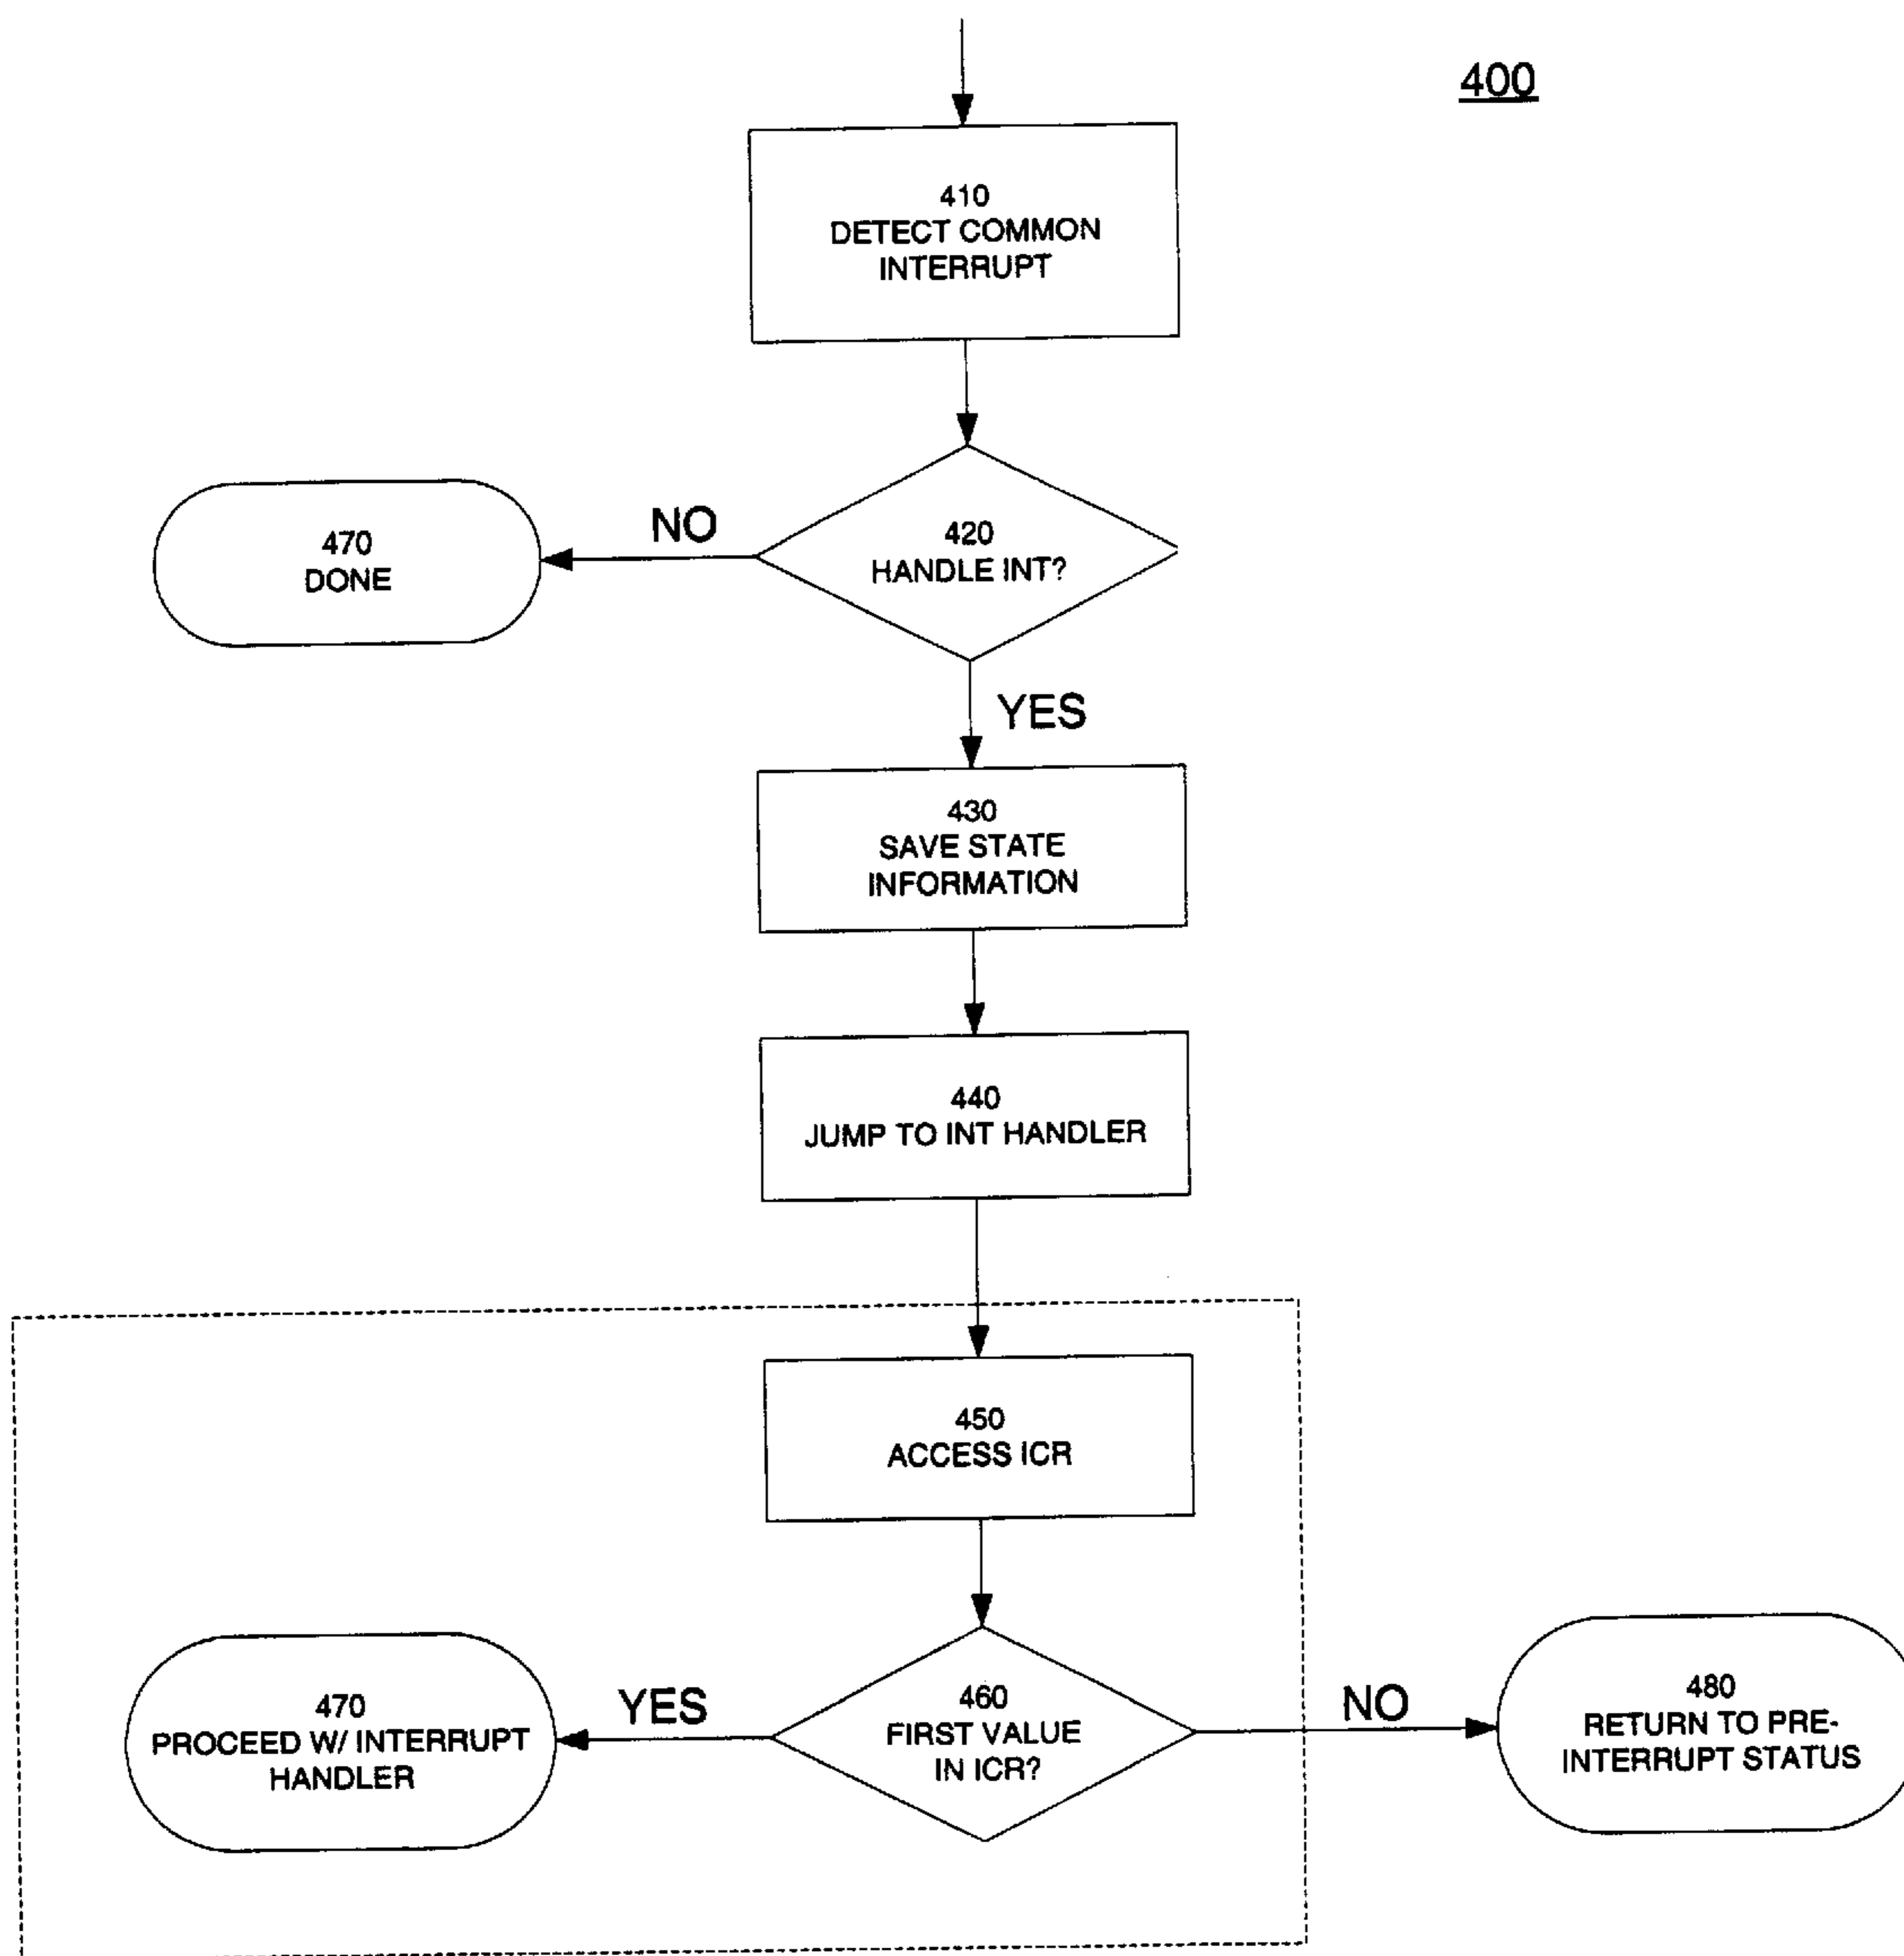 400
410
DETECT COMMON
INTERRUPT
NO
420
HANDLE INT?
470
DONE
YES
430
SAVE STATE
INFORMATION
440
JUMP TO INT HANDLER
450
ACCESS ICR
470
PROCEED W/ INTERRUPT
HANDLER
YES
460
FIRST VALUE
IN ICR?
NO
480
RETURN TO PRE-
INTERRUPT STATUS